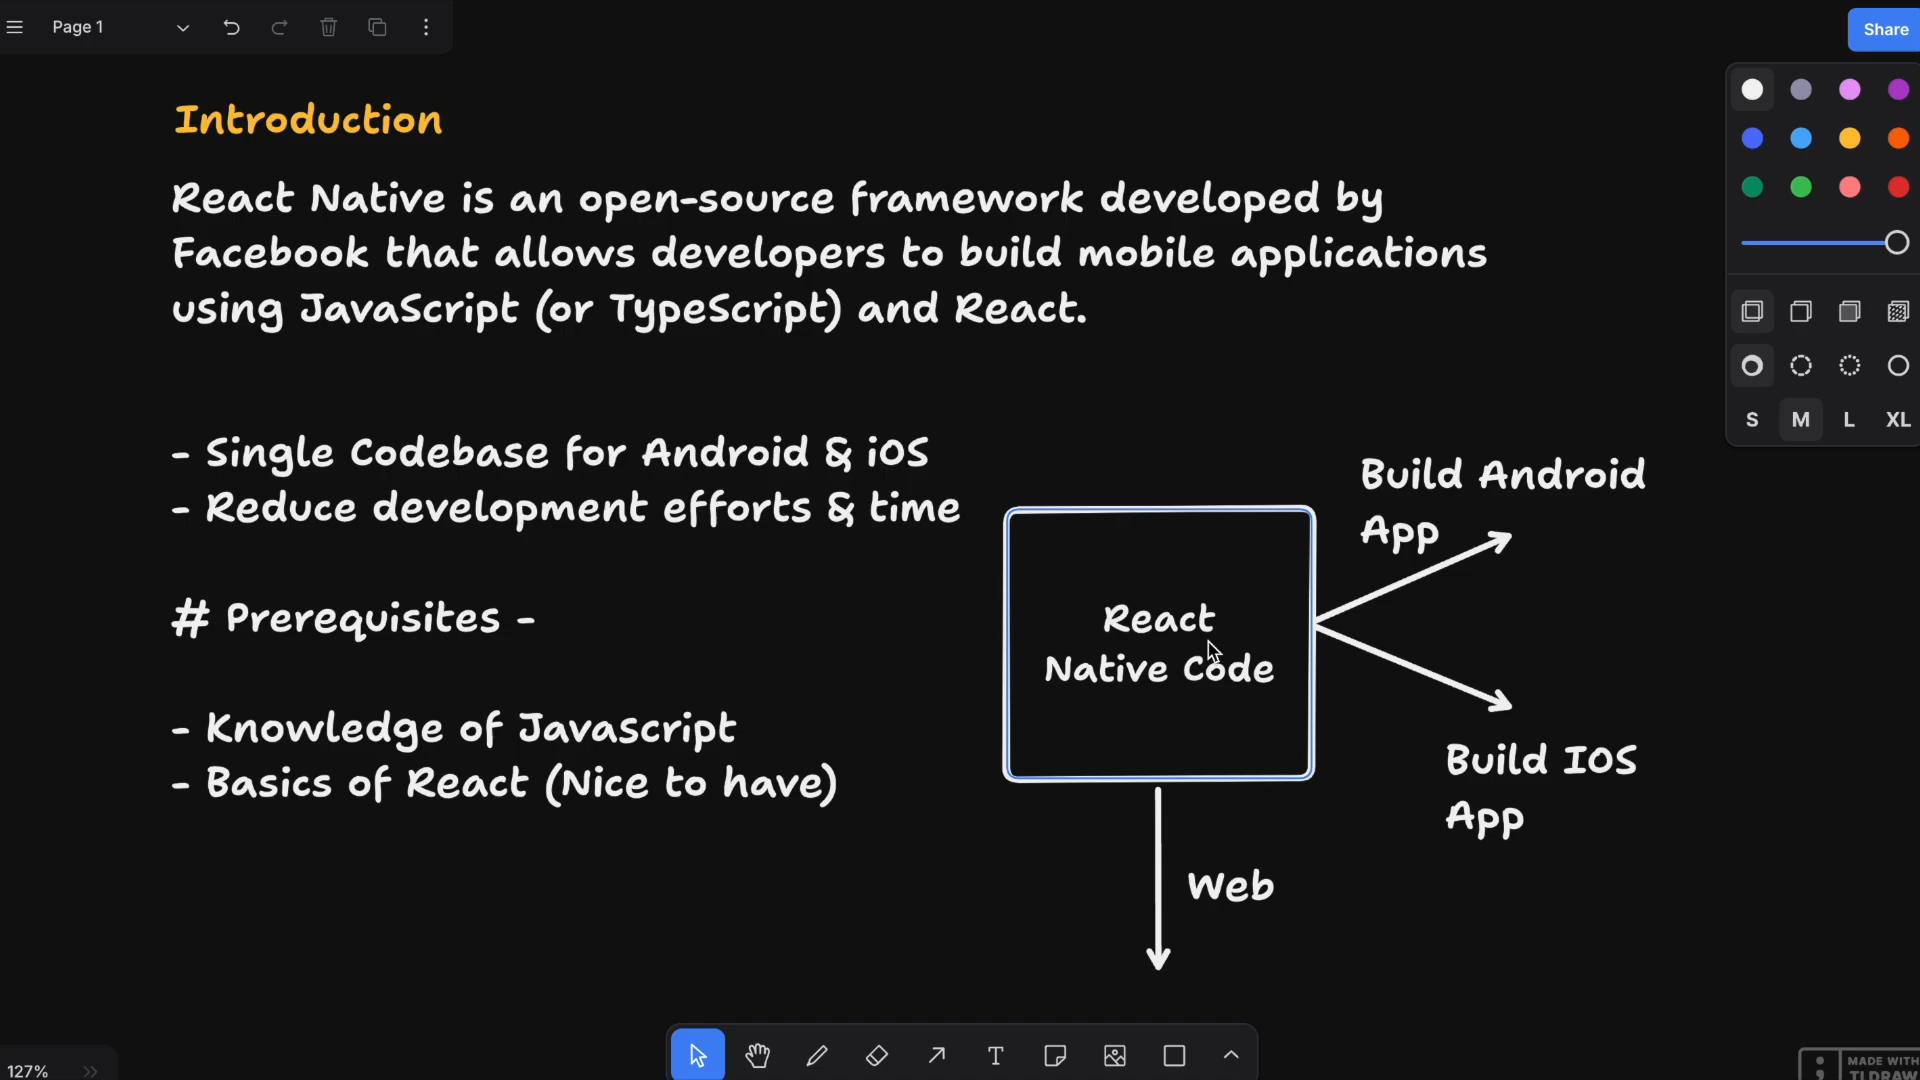 Page 1
Share
Introduction
React Native is an open-source framework developed by
Facebook that allows developers to build mobile applications
using JavaScript (or TypeScript) and React.
- Single Codebase for Android & iOS
- Reduce development efforts & time
# Prerequisites -
- Knowledge of Javascript
- Basics of React (Nice to have)
React
Native Code
Build Android
App
Build IOS
App
Web
S M L XL
127%
MADE WITH
TLDRAW